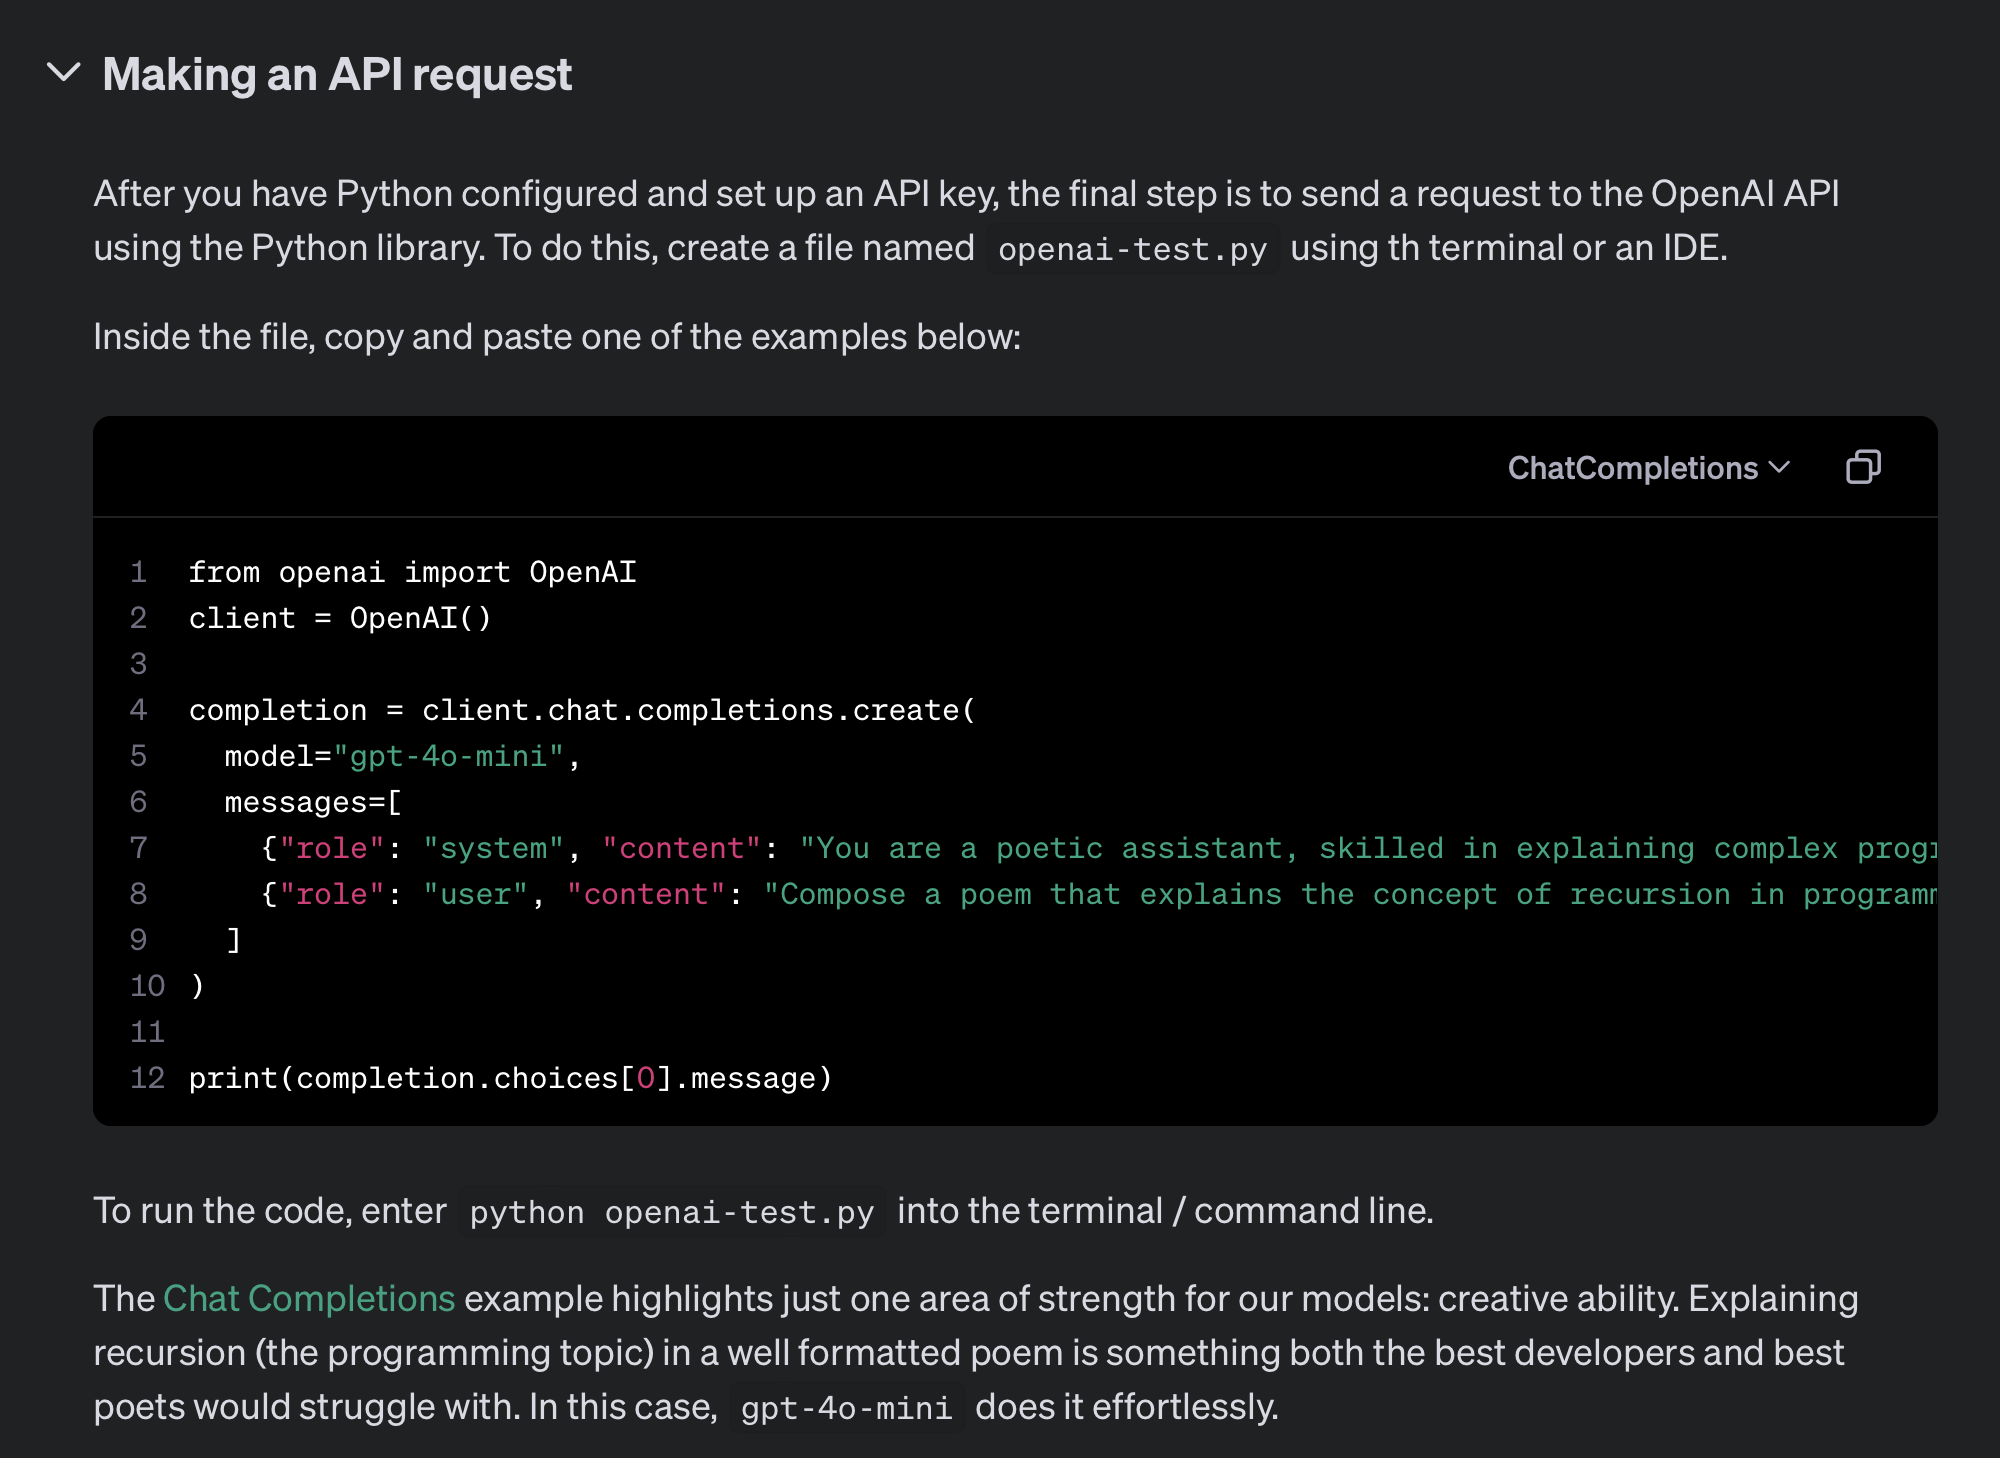 Making an API request
After you have Python configured and set up an API key, the final step is to send a request to the OpenAI API
using the Python library. To do this, create a file named openai-test.py using th terminal or an IDE.
Inside the file, copy and paste one of the examples below:
ChatCompletions
1 from openai import OpenAI
2 client = OpenAI()
3
4 completion = client.chat.completions.create(
5   model="gpt-4o-mini",
6   messages=[
7     {"role": "system", "content": "You are a poetic assistant, skilled in explaining complex progr
8     {"role": "user", "content": "Compose a poem that explains the concept of recursion in programm
9   ]
10 )
11
12 print(completion.choices[0].message)
To run the code, enter python openai-test.py into the terminal / command line.
The Chat Completions example highlights just one area of strength for our models: creative ability. Explaining
recursion (the programming topic) in a well formatted poem is something both the best developers and best
poets would struggle with. In this case, gpt-4o-mini does it effortlessly.